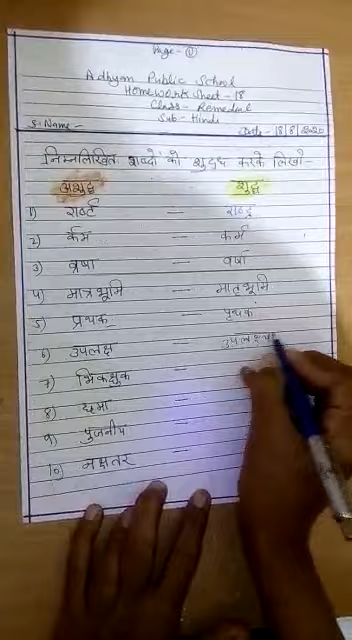 Page - ①
Adhyan Public School
Homework Sheet - 18
Class - Remedial
Sub - Hindi
S.Name - Date - 18/8/2020
निम्नलिखित शब्दों को शुद्ध करके लिखो -
अशुद्ध शुद्ध
1) — राष्ट्र
2) र्कम — कर्म
3) व्रषा — वर्षा
4) मात्रभूमि — मातृभूमि
5) प्रथक — पृथक
6) उपलक्ष — उपलक्ष्य
7) भिकक्षुक —
8) —
9) पुजनीय —
10) नक्षतर —